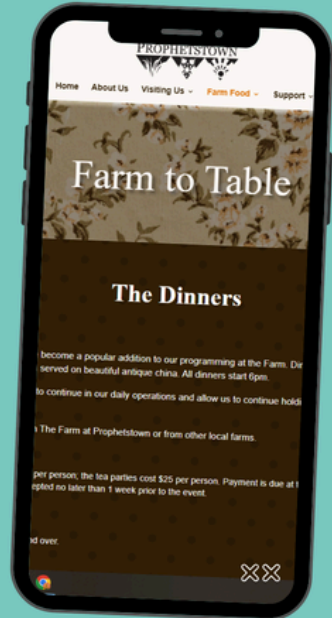 PROPHETSTOWN
Home About Us Visiting Us Farm Food Support
Farm to Table
The Dinners
become a popular addition to our programming at the Farm.
served on beautiful antique china. All dinners start 6pm.
to continue in our daily operations and allow us to continue
The Farm at Prophetstown or from other local farms.
per person; the tea parties cost $25 per person. Payment is due at
no later than 1 week prior to the event.
over.